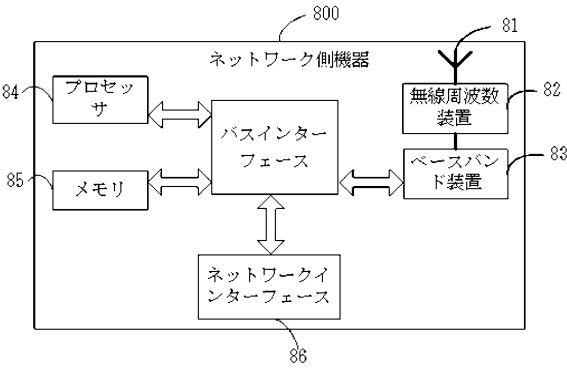 800
81
ネットワーク側機器
84
プロセッ
サ
無線周波数
装置
82
バスインター
フェース
ベースバン
ド装置
83
85
メモリ
ネットワークイ
ンターフェース
86